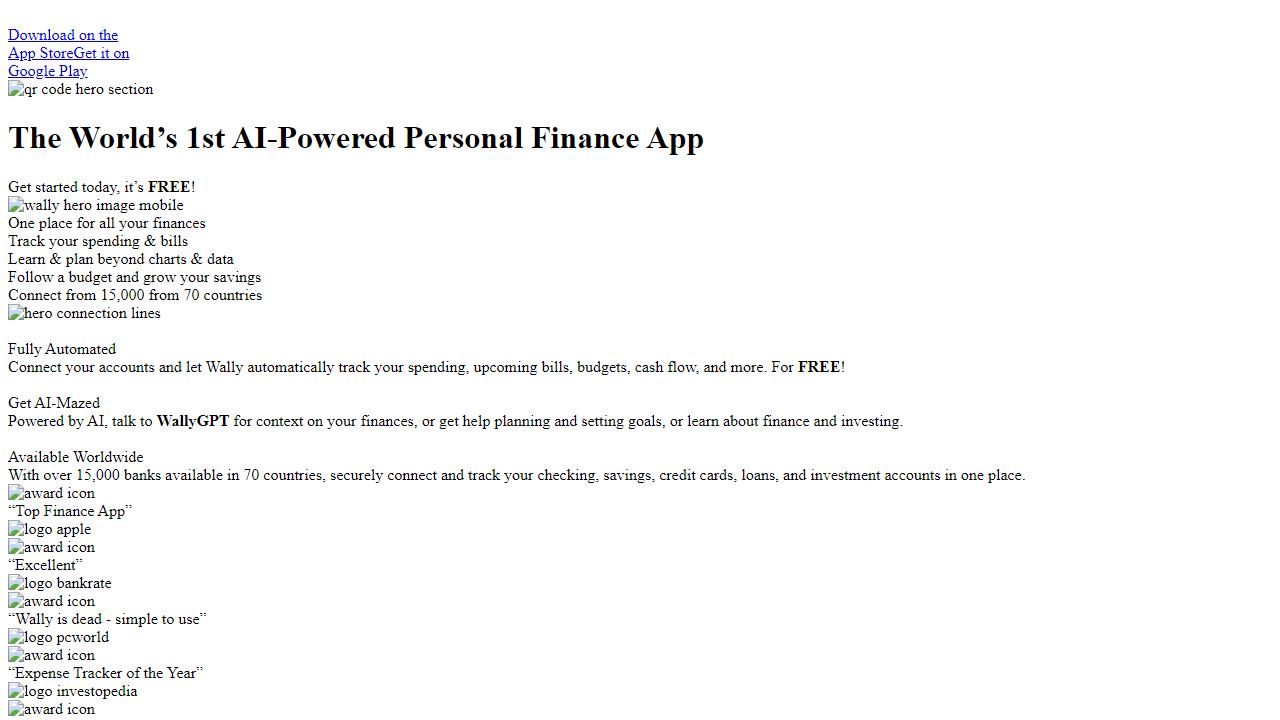 Download on the
App StoreGet it on
Google Play
qr code hero section
The World’s 1st AI-Powered Personal Finance App
Get started today, it’s FREE!
wally hero image mobile
One place for all your finances
Track your spending & bills
Learn & plan beyond charts & data
Follow a budget and grow your savings
Connect from 15,000 from 70 countries
hero connection lines
Fully Automated
Connect your accounts and let Wally automatically track your spending, upcoming bills, budgets, cash flow, and more. For FREE!
Get AI-Mazed
Powered by AI, talk to WallyGPT for context on your finances, or get help planning and setting goals, or learn about finance and investing.
Available Worldwide
With over 15,000 banks available in 70 countries, securely connect and track your checking, savings, credit cards, loans, and investment accounts in one place.
award icon
“Top Finance App”
logo apple
award icon
“Excellent”
logo bankrate
award icon
“Wally is dead - simple to use”
logo pcworld
award icon
“Expense Tracker of the Year”
logo investopedia
award icon